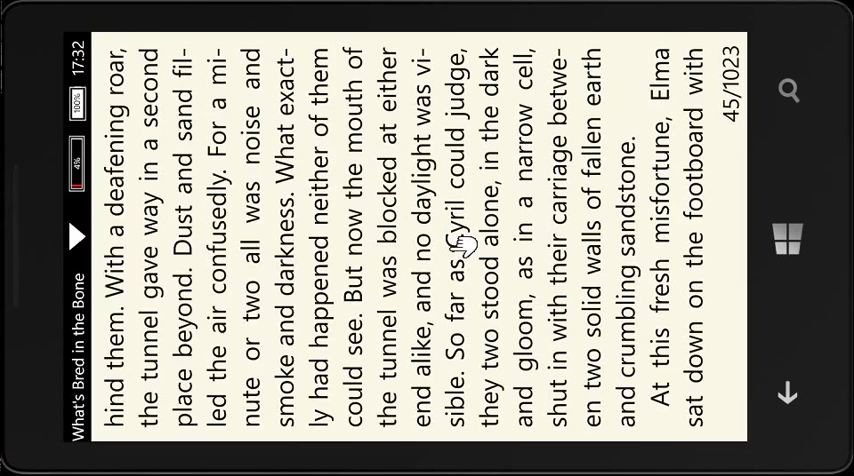 What's Bred in the Bone 4% 100% 17:32
hind them. With a deafening roar,
the tunnel gave way in a second
place beyond. Dust and sand fil-
led the air confusedly. For a mi-
nute or two all was noise and
smoke and darkness. What exact-
ly had happened neither of them
could see. But now the mouth of
the tunnel was blocked at either
end alike, and no daylight was vi-
sible. So far as Cyril could judge,
they two stood alone, in the dark
and gloom, as in a narrow cell,
shut in with their carriage betwe-
en two solid walls of fallen earth
and crumbling sandstone.
At this fresh misfortune, Elma
sat down on the footboard with
45/1023